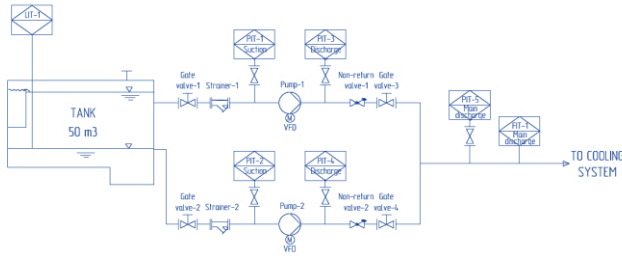 LIT-1
PIT-1
Suction
PIT-3
Discharge
Gate
valve-1
Strainer-1
Pump-1
Non-return
valve-1
Gate
valve-3
M
VFD
TANK
50 m3
PIT-5
Main
discharge
FIT-1
Main
discharge
TO COOLING
SYSTEM
PIT-2
Suction
PIT-4
Discharge
Gate
valve-2
Strainer-2
Pump-2
Non-return
valve-2
Gate
valve-4
M
VFD